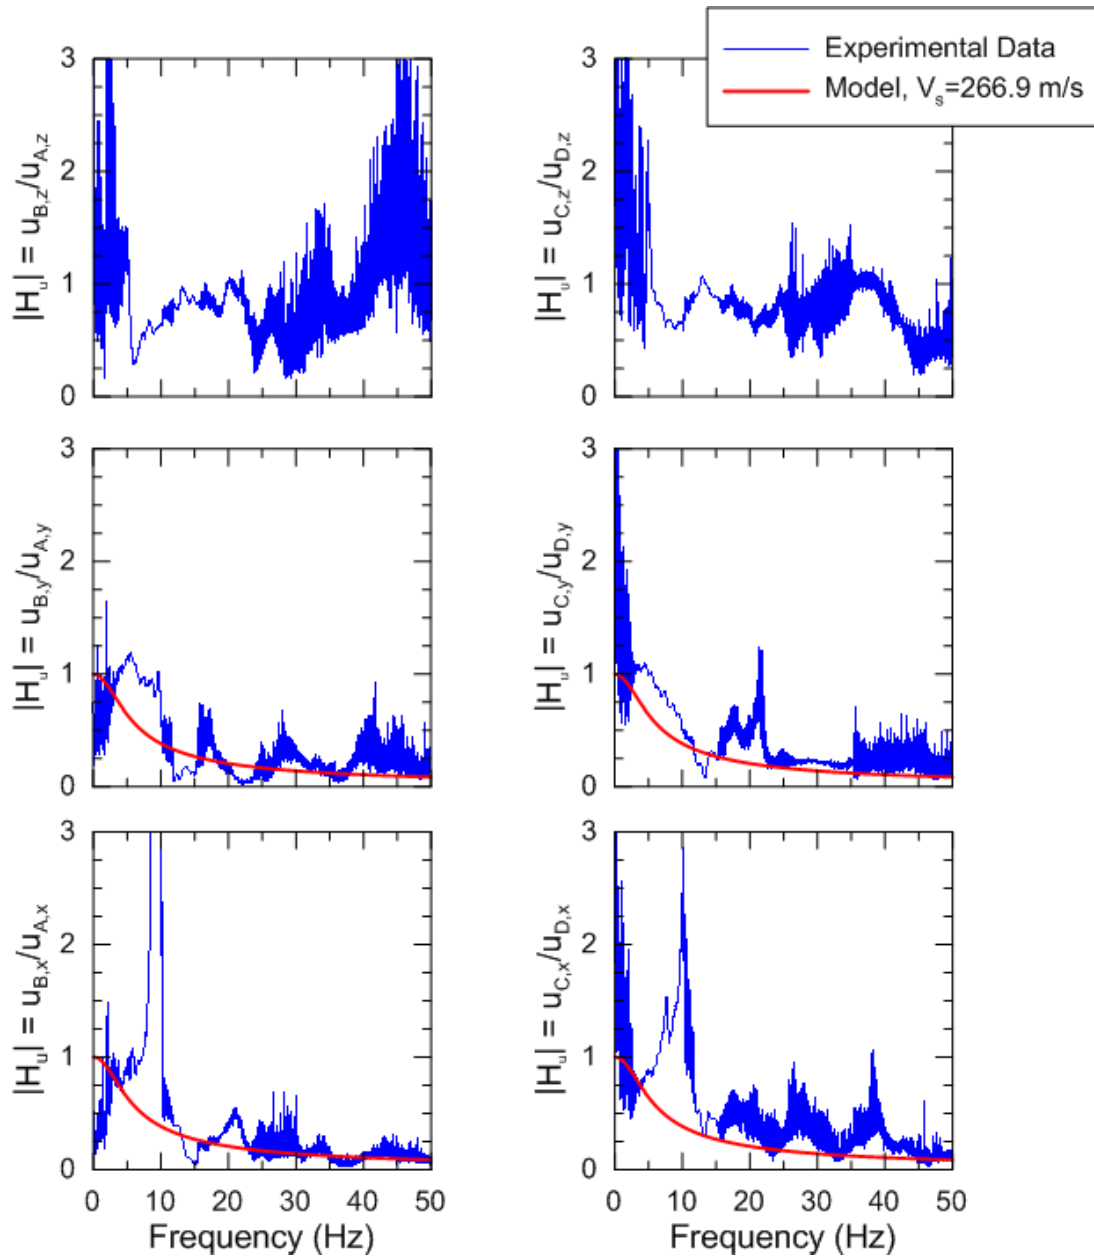 Experimental Data
Model, Vs=266.9 m/s
3
2
1
0
|Hu| = uB,z/uA,z
3
2
1
0
|Hu| = uC,z/uD,z
3
2
1
0
|Hu| = uB,y/uA,y
3
2
1
0
|Hu| = uC,y/uD,y
3
2
1
0
|Hu| = uB,x/uA,x
0 10 20 30 40 50
Frequency (Hz)
3
2
1
0
|Hu| = uC,x/uD,x
0 10 20 30 40 50
Frequency (Hz)